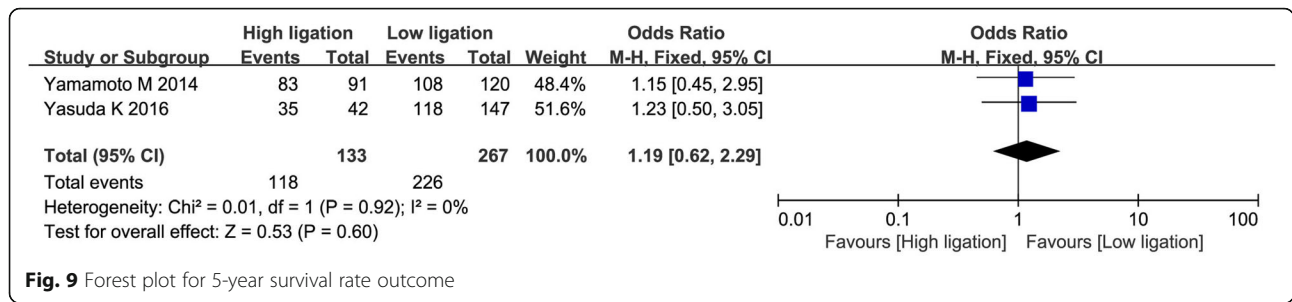 High ligation Low ligation Odds Ratio Odds Ratio
Study or Subgroup Events Total Events Total Weight M-H, Fixed, 95% CI M-H, Fixed, 95% CI
Yamamoto M 2014 83 91 108 120 48.4% 1.15 [0.45, 2.95]
Yasuda K 2016 35 42 118 147 51.6% 1.23 [0.50, 3.05]
Total (95% CI) 133 267 100.0% 1.19 [0.62, 2.29]
Total events 118 226
Heterogeneity: Chi² = 0.01, df = 1 (P = 0.92); I² = 0%
Test for overall effect: Z = 0.53 (P = 0.60)
0.01 0.1 1 10 100
Favours [High ligation] Favours [Low ligation]
Fig. 9 Forest plot for 5-year survival rate outcome